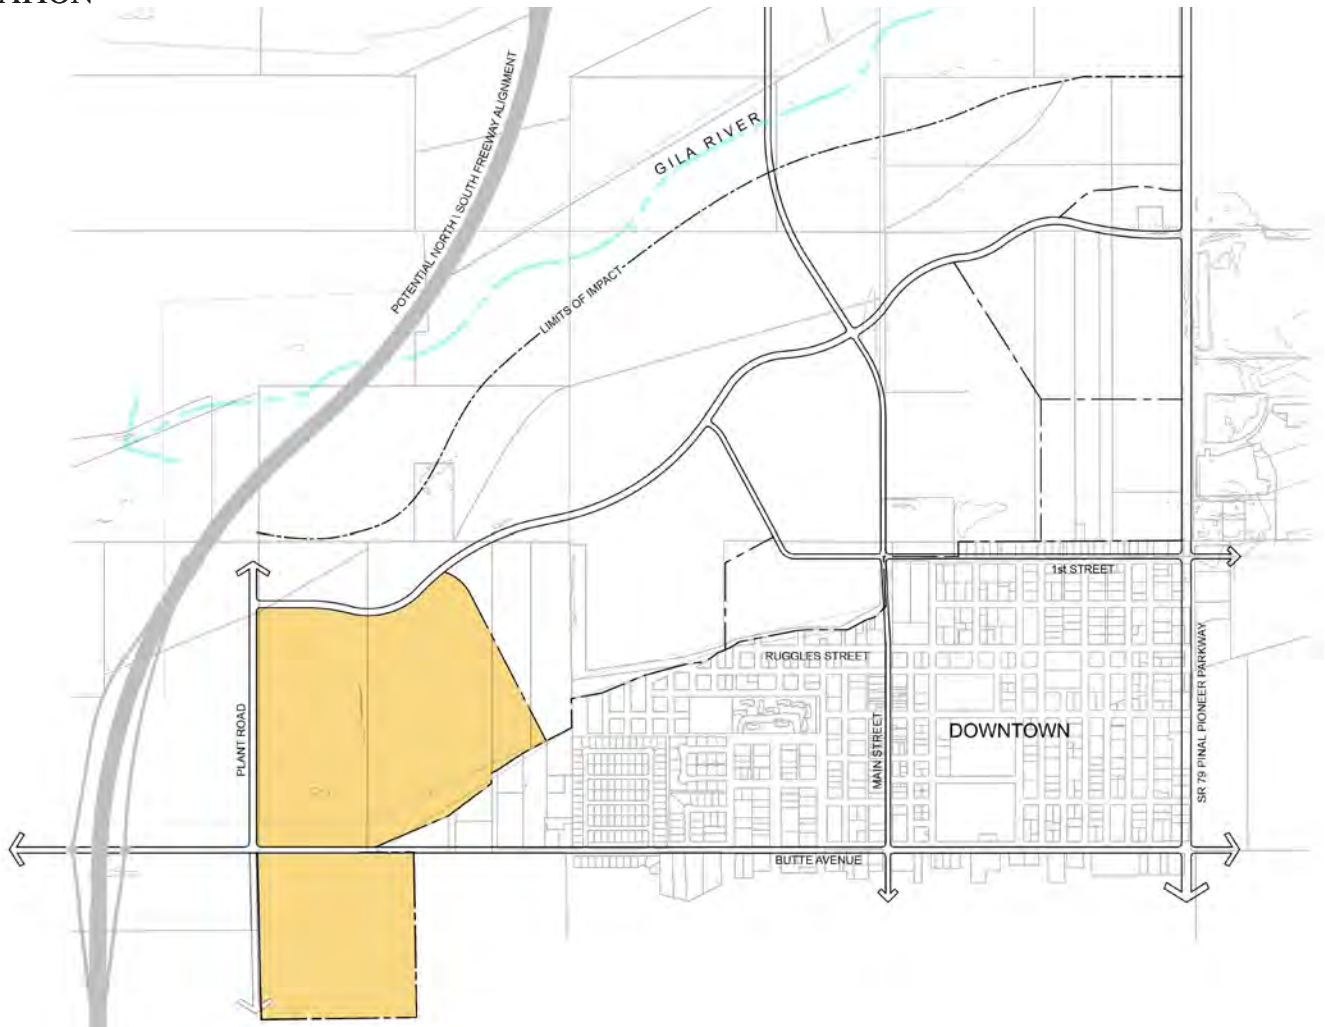 POTENTIAL NORTH \ SOUTH FREEWAY ALIGNMENT
GILA RIVER
LIMITS OF IMPACT
1st STREET
RUGGLES STREET
PLANT ROAD
MAIN STREET
DOWNTOWN
SR 79 PINAL PIONEER PARKWAY
BUTTE AVENUE